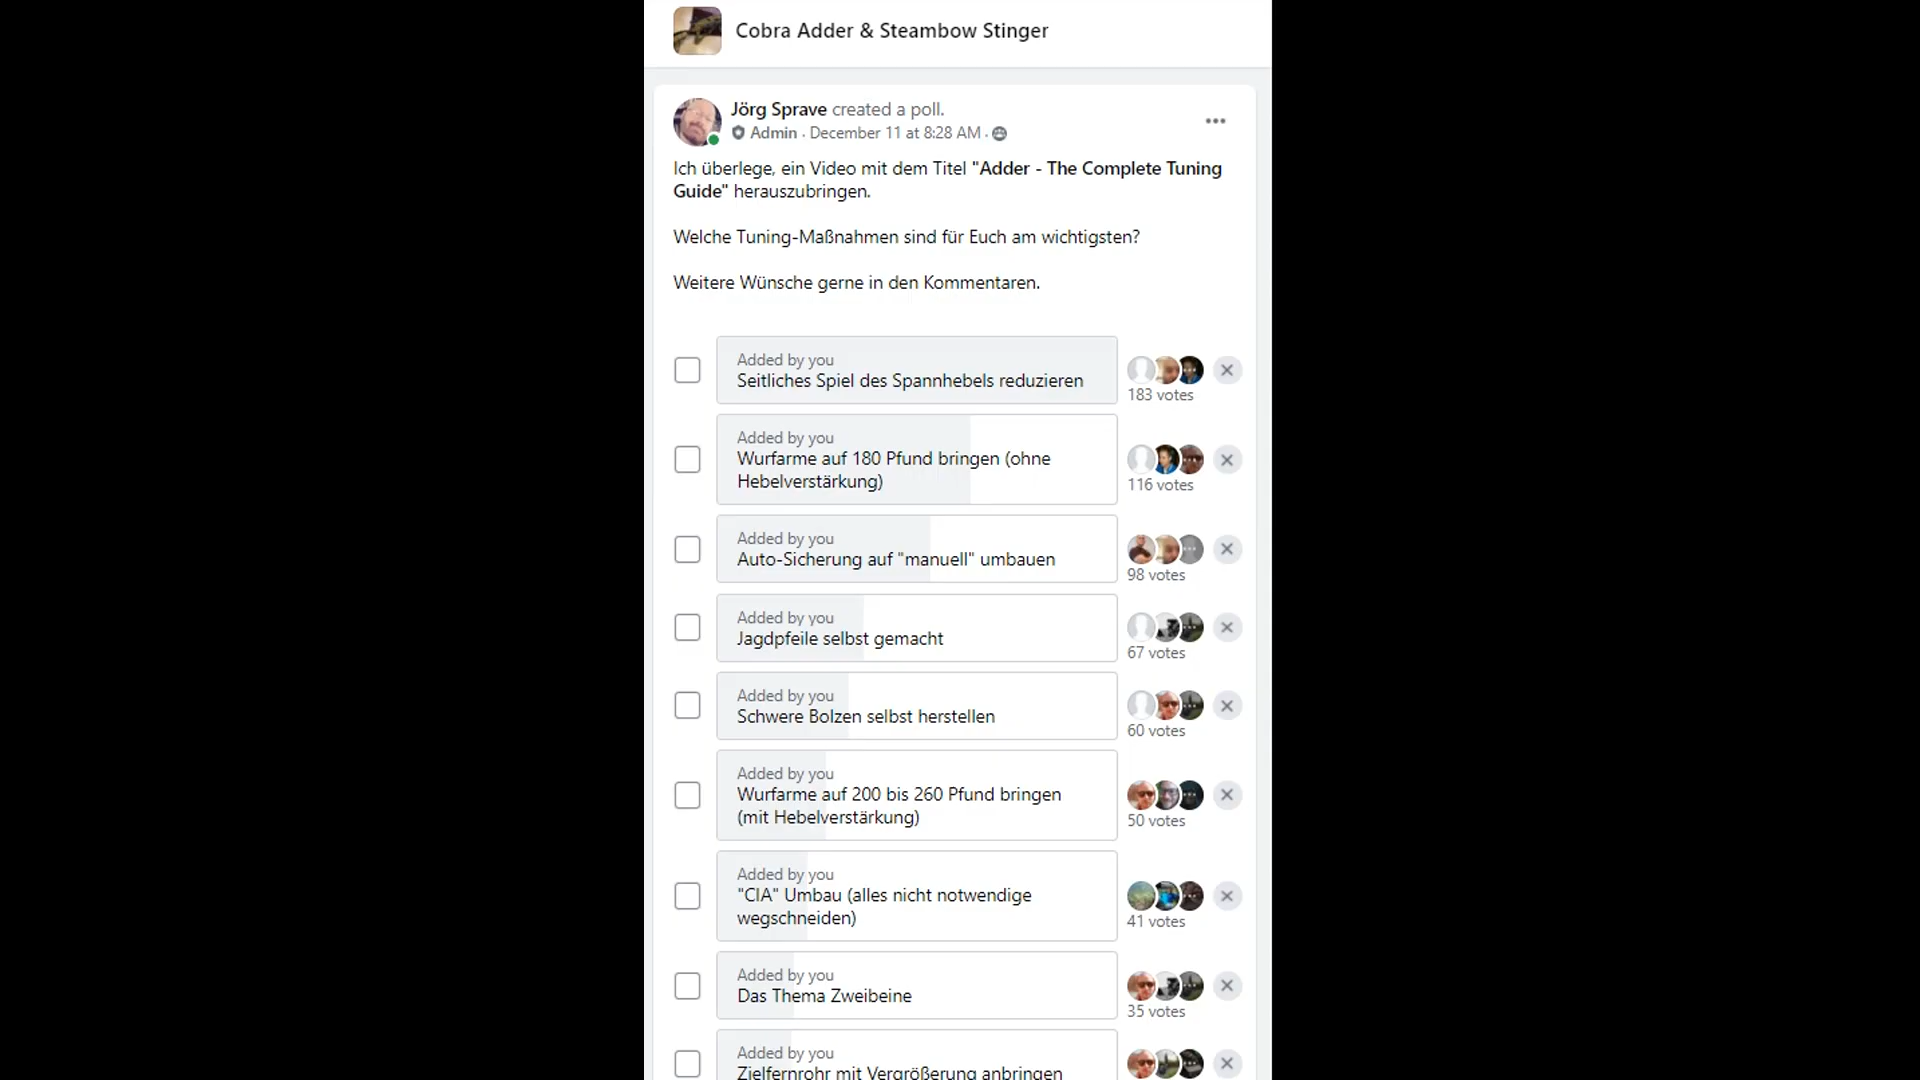 Cobra Adder & Steambow Stinger
Jörg Sprave created a poll.
Admin · December 11 at 8:28 AM ·
Ich überlege, ein Video mit dem Titel "Adder - The Complete Tuning
Guide" herauszubringen.
Welche Tuning-Maßnahmen sind für Euch am wichtigsten?
Weitere Wünsche gerne in den Kommentaren.
Added by you
Seitliches Spiel des Spannhebels reduzieren
183 votes
Added by you
Wurfarme auf 180 Pfund bringen (ohne
Hebelverstärkung)
116 votes
Added by you
Auto-Sicherung auf "manuell" umbauen
98 votes
Added by you
Jagdpfeile selbst gemacht
67 votes
Added by you
Schwere Bolzen selbst herstellen
60 votes
Added by you
Wurfarme auf 200 bis 260 Pfund bringen
(mit Hebelverstärkung)
50 votes
Added by you
"CIA" Umbau (alles nicht notwendige
wegschneiden)
41 votes
Added by you
Das Thema Zweibeine
35 votes
Added by you
Zielfernrohr mit Vergrößerung anbringen